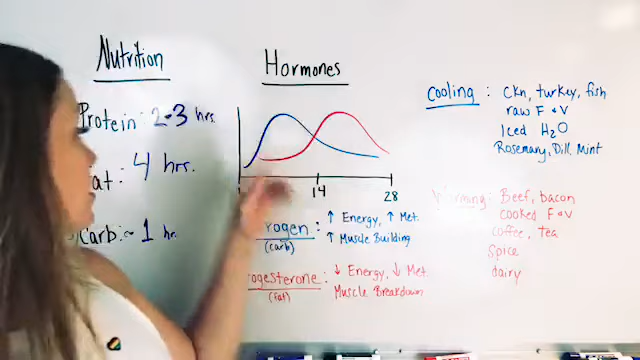 Nutrition
Protein: 2-3 hrs.
Fat: 4 hrs.
Carb: ~ 1 hr.
Hormones
14 28
rogen : ↑ Energy, ↑ Met.
(carb) ↑ Muscle Building
ogesterone : ↓ Energy, ↓ Met.
(fat) Muscle Breakdown
Cooling : Ckn, turkey, fish
raw F + V
Iced H2O
Rosemary, Dill, Mint
Warming : Beef, bacon
cooked F + V
coffee, tea
Spice
dairy